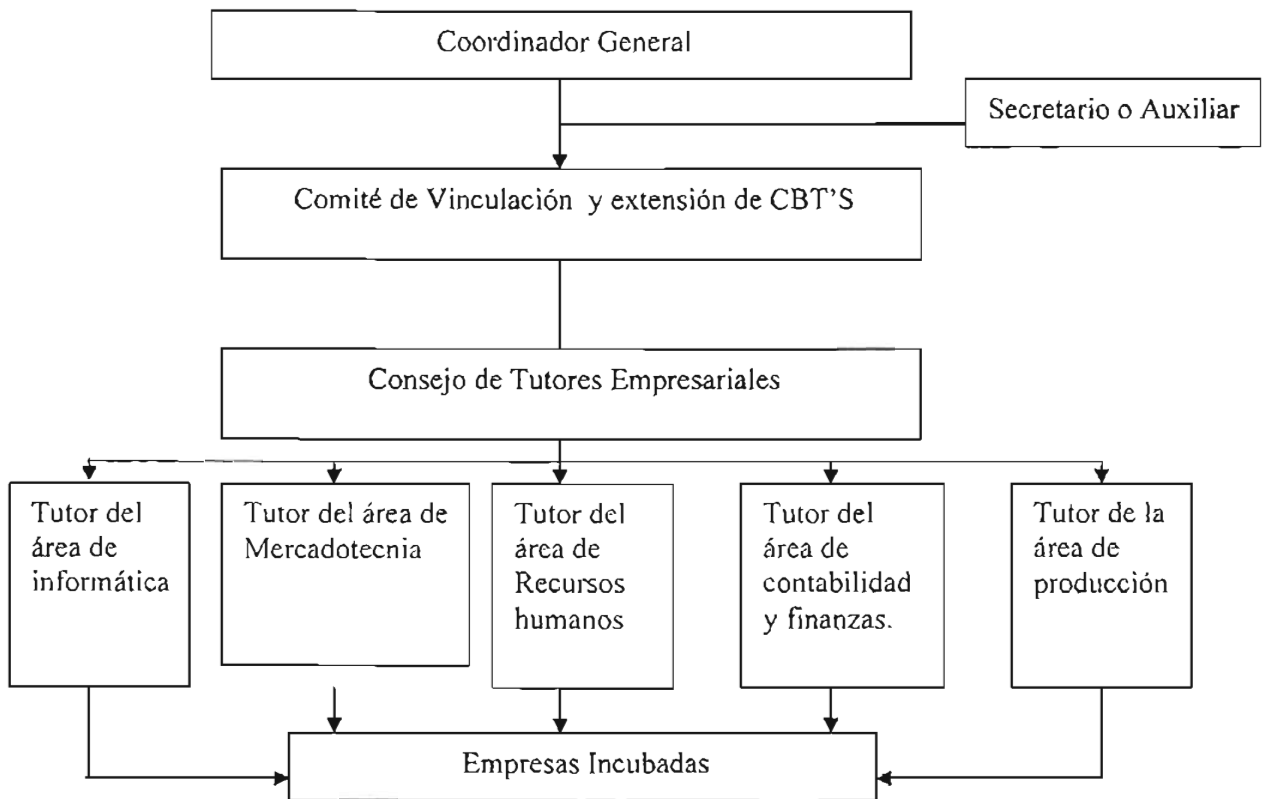 Coordinador General
Secretario o Auxiliar
Comité de Vinculación y extensión de CBT'S
Consejo de Tutores Empresariales
Tutor del
área de
informática
Tutor del área de
Mercadotecnia
Tutor del
área de
Recursos
humanos
Tutor del
área de
contabilidad
y finanzas.
Tutor de la
área de
producción
Empresas Incubadas